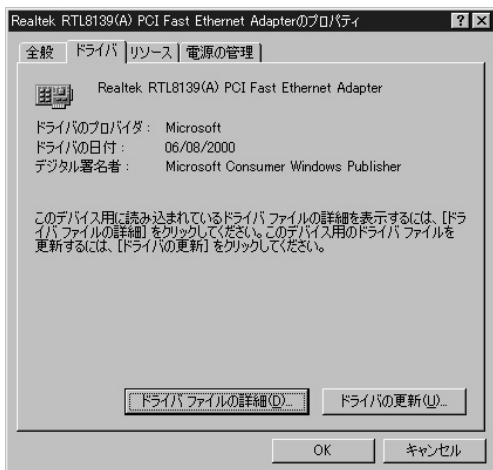 Realtek RTL8139(A) PCI Fast Ethernet Adapterのプロパティ
全般 ドライバ リソース 電源の管理
Realtek RTL8139(A) PCI Fast Ethernet Adapter
ドライバのプロバイダ： Microsoft
ドライバの日付： 06/08/2000
デジタル署名者： Microsoft Consumer Windows Publisher
このデバイス用に読み込まれているドライバ ファイルの詳細を表示するには、[ドラ
イバ ファイルの詳細] をクリックしてください。このデバイス用のドライバ ファイルを
更新するには、[ドライバの更新] をクリックしてください。
ドライバ ファイルの詳細(D)... ドライバの更新(U)...
OK キャンセル